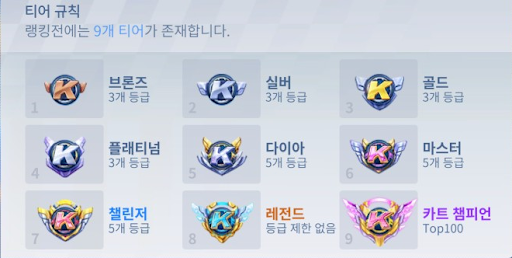 티어 규칙
랭킹전에는 9개 티어가 존재합니다.
1 브론즈
3개 등급
2 실버
3개 등급
3 골드
3개 등급
4 플래티넘
3개 등급
5 다이아
5개 등급
6 마스터
5개 등급
7 챌린저
5개 등급
8 레전드
등급 제한 없음
9 카트 챔피언
Top100